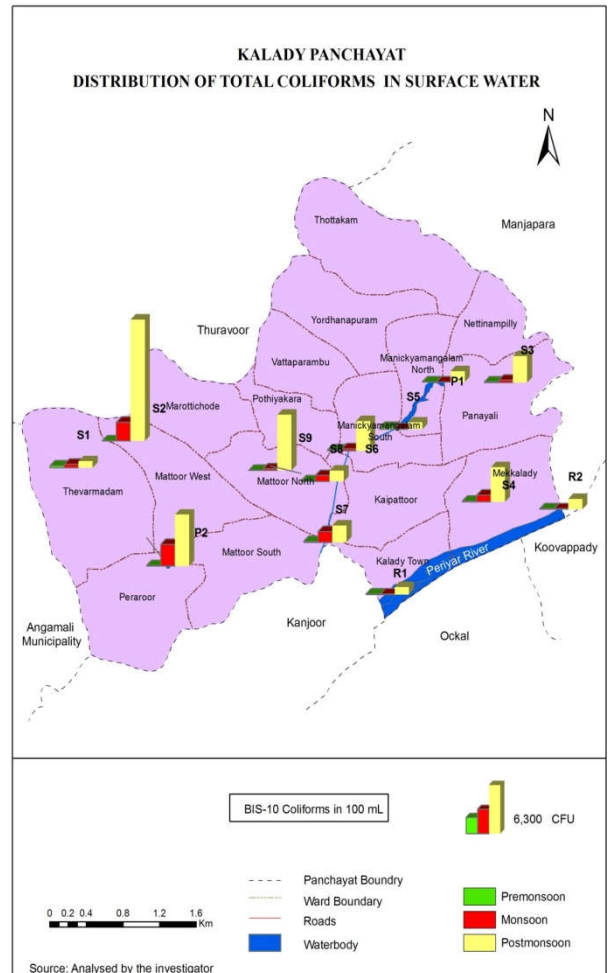 KALADY PANCHAYAT
DISTRIBUTION OF TOTAL COLIFORMS IN SURFACE WATER
N
Thottakam
Manjapara
Yordhanapuram
Nettinampilly
Thuravoor
Vattaparambu
Manickyamangalam
North
S3
P1
Pothiyakara
S5
Marottichode
S2
Panayali
S1
S9
Manickyamangalam
South
S8
S6
Mattoor West
Mattoor North
Mekkalady
Thevarmadam
Kaipattoor
S4
R2
P2
S7
Mattoor South
Koovappady
Kalady Town
Periyar River
R1
Peraroor
Angamali
Municipality
Kanjoor
Ockal
BIS-10 Coliforms in 100 mL
6,300 CFU
Panchayat Boundry
Ward Boundary
Roads
Waterbody
Premonsoon
Monsoon
Postmonsoon
0 0.2 0.4 0.8 1.2 1.6
Km
Source: Analysed by the investigator